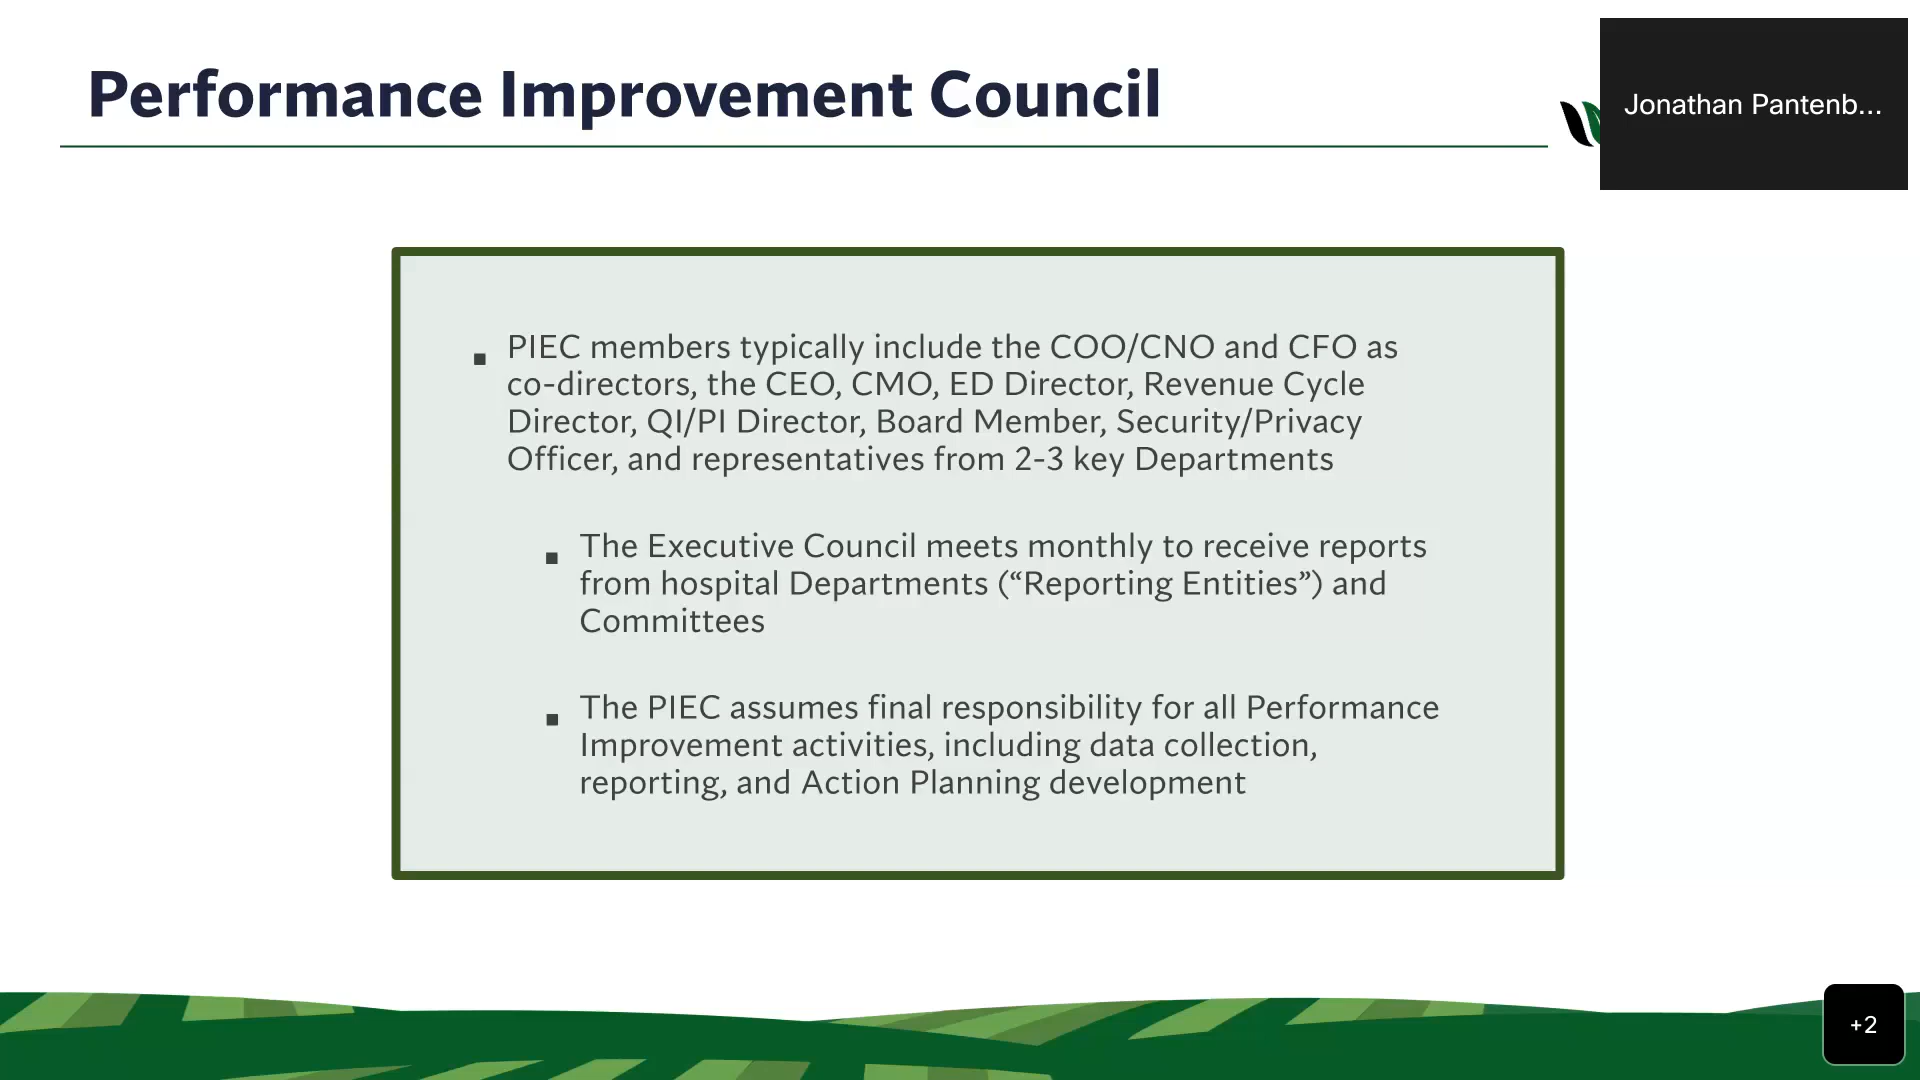 Performance Improvement Council
Jonathan Pantenb...
▪ PIEC members typically include the COO/CNO and CFO as
co-directors, the CEO, CMO, ED Director, Revenue Cycle
Director, QI/PI Director, Board Member, Security/Privacy
Officer, and representatives from 2-3 key Departments
▪ The Executive Council meets monthly to receive reports
from hospital Departments (“Reporting Entities”) and
Committees
▪ The PIEC assumes final responsibility for all Performance
Improvement activities, including data collection,
reporting, and Action Planning development
+2